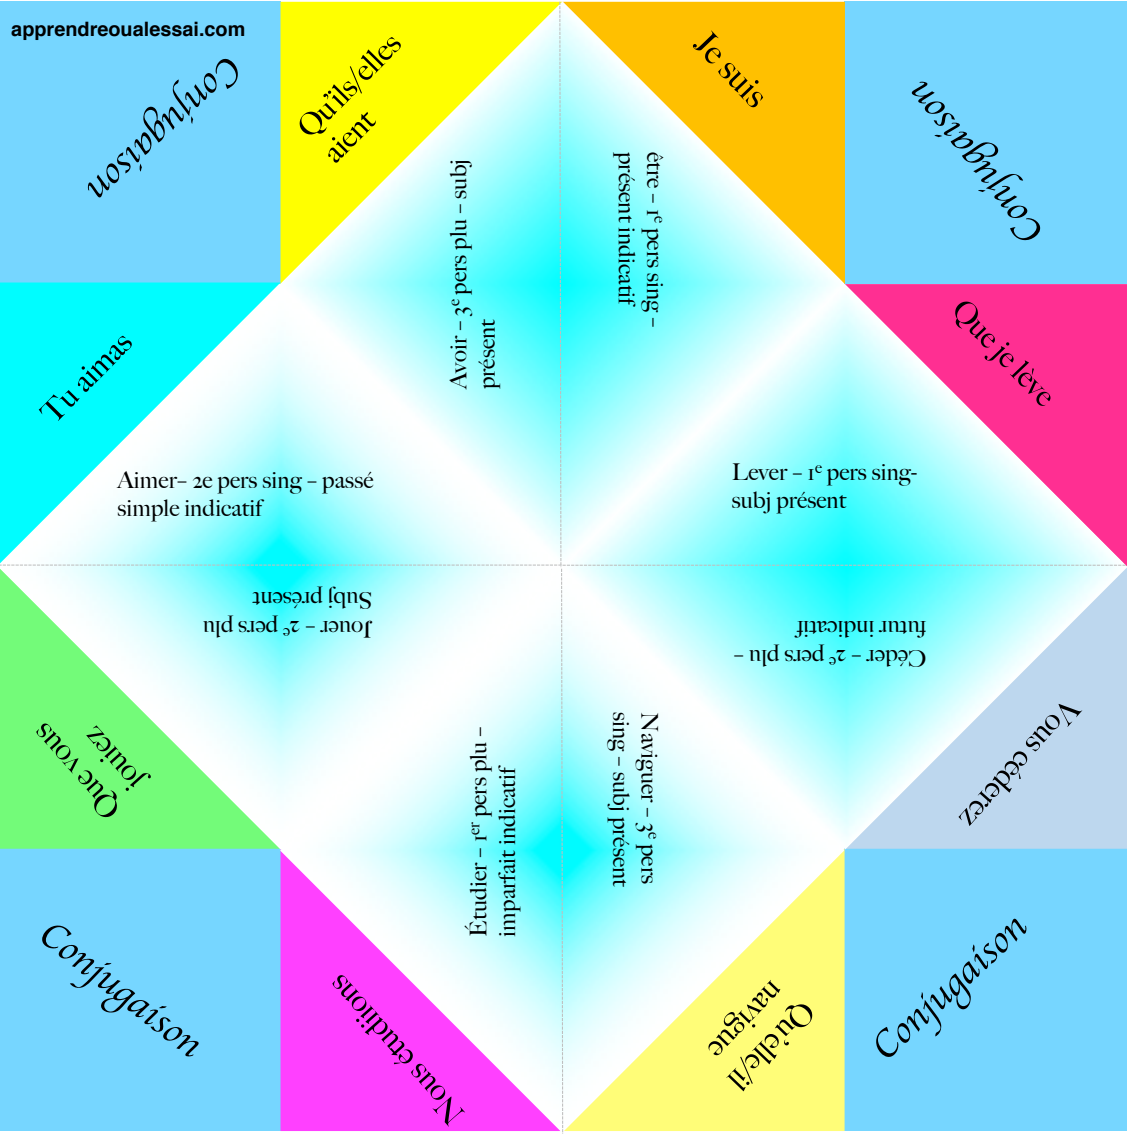 apprendreoualessai.com
Conjugaison
Qu'ils/elles
aient
Je suis
Conjugaison
Tu aimas
Avoir – 3e pers plu – subj
présent
être – 1e pers sing –
présent indicatif
Que je lève
Aimer– 2e pers sing – passé
simple indicatif
Lever – 1e pers sing-
subj présent
Jouer – 2e pers plu
Subj présent
Céder – 2e pers plu –
futur indicatif
Que vous
jouiez
Étudier – 1er pers plu –
imparfait indicatif
Naviguer – 3e pers
sing – subj présent
Vous céderez
Conjugaison
Nous étudiions
Qu'elle/il
navigue
Conjugaison